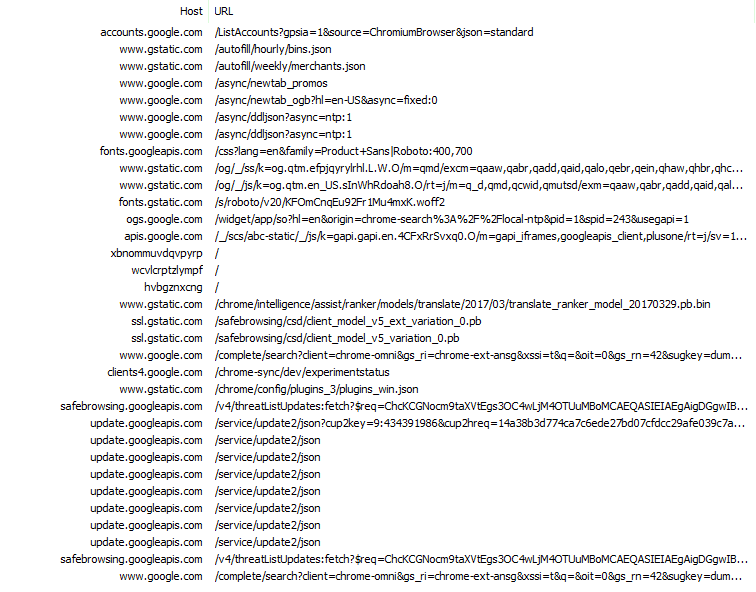 Host URL
accounts.google.com /ListAccounts?gpsia=1&source=ChromiumBrowser&json=standard
www.gstatic.com /autofill/hourly/bins.json
www.gstatic.com /autofill/weekly/merchants.json
www.google.com /async/newtab_promos
www.google.com /async/newtab_ogb?hl=en-US&async=fixed:0
www.google.com /async/ddljson?async=ntp:1
www.google.com /async/ddljson?async=ntp:1
fonts.googleapis.com /css?lang=en&family=Product+Sans|Roboto:400,700
www.gstatic.com /og/_/ss/k=og.qtm.efpjqyrylrhl.L.W.O/m=qmd/excm=qaaw,qabr,qadd,qaid,qalo,qebr,qein,qhaw,qhbr,qhc...
www.gstatic.com /og/_/js/k=og.qtm.en_US.sInWhRdoah8.O/rt=j/m=q_d,qmd,qcwid,qmutsd/exm=qaaw,qabr,qadd,qaid,qal...
fonts.gstatic.com /s/roboto/v20/KFOmCnqEu92Fr1Mu4mxK.woff2
ogs.google.com /widget/app/so?hl=en&origin=chrome-search%3A%2F%2Flocal-ntp&pid=1&spid=243&usegapi=1
apis.google.com /_/scs/abc-static/_/js/k=gapi.gapi.en.4CFxRrSvxq0.O/m=gapi_iframes,googleapis_client,plusone/rt=j/sv=1...
xbnommuvdqvpyrp /
wcvlcrptzlympf /
hvbgznxcng /
www.gstatic.com /chrome/intelligence/assist/ranker/models/translate/2017/03/translate_ranker_model_20170329.pb.bin
ssl.gstatic.com /safebrowsing/csd/client_model_v5_ext_variation_0.pb
ssl.gstatic.com /safebrowsing/csd/client_model_v5_variation_0.pb
www.google.com /complete/search?client=chrome-omni&gs_ri=chrome-ext-ansg&xssi=t&q=&oit=0&gs_rn=42&sugkey=dum...
clients4.google.com /chrome-sync/dev/experimentstatus
www.gstatic.com /chrome/config/plugins_3/plugins_win.json
safebrowsing.googleapis.com /v4/threatListUpdates:fetch?$req=ChcKCGNocm9taXVtEgs3OC4wLjM4OTUuMBoMCAEQASIEIAEgAigDGgwIB...
update.googleapis.com /service/update2/json?cup2key=9:434391986&cup2hreq=14a38b3d774ca7c6ede27bd07cfdcc29afe039c7a...
update.googleapis.com /service/update2/json
update.googleapis.com /service/update2/json
update.googleapis.com /service/update2/json
update.googleapis.com /service/update2/json
update.googleapis.com /service/update2/json
update.googleapis.com /service/update2/json
update.googleapis.com /service/update2/json
safebrowsing.googleapis.com /v4/threatListUpdates:fetch?$req=ChcKCGNocm9taXVtEgs3OC4wLjM4OTUuMBoMCAEQASIEIAEgAigDGgwIB...
www.google.com /complete/search?client=chrome-omni&gs_ri=chrome-ext-ansg&xssi=t&q=&oit=0&gs_rn=42&sugkey=dum...